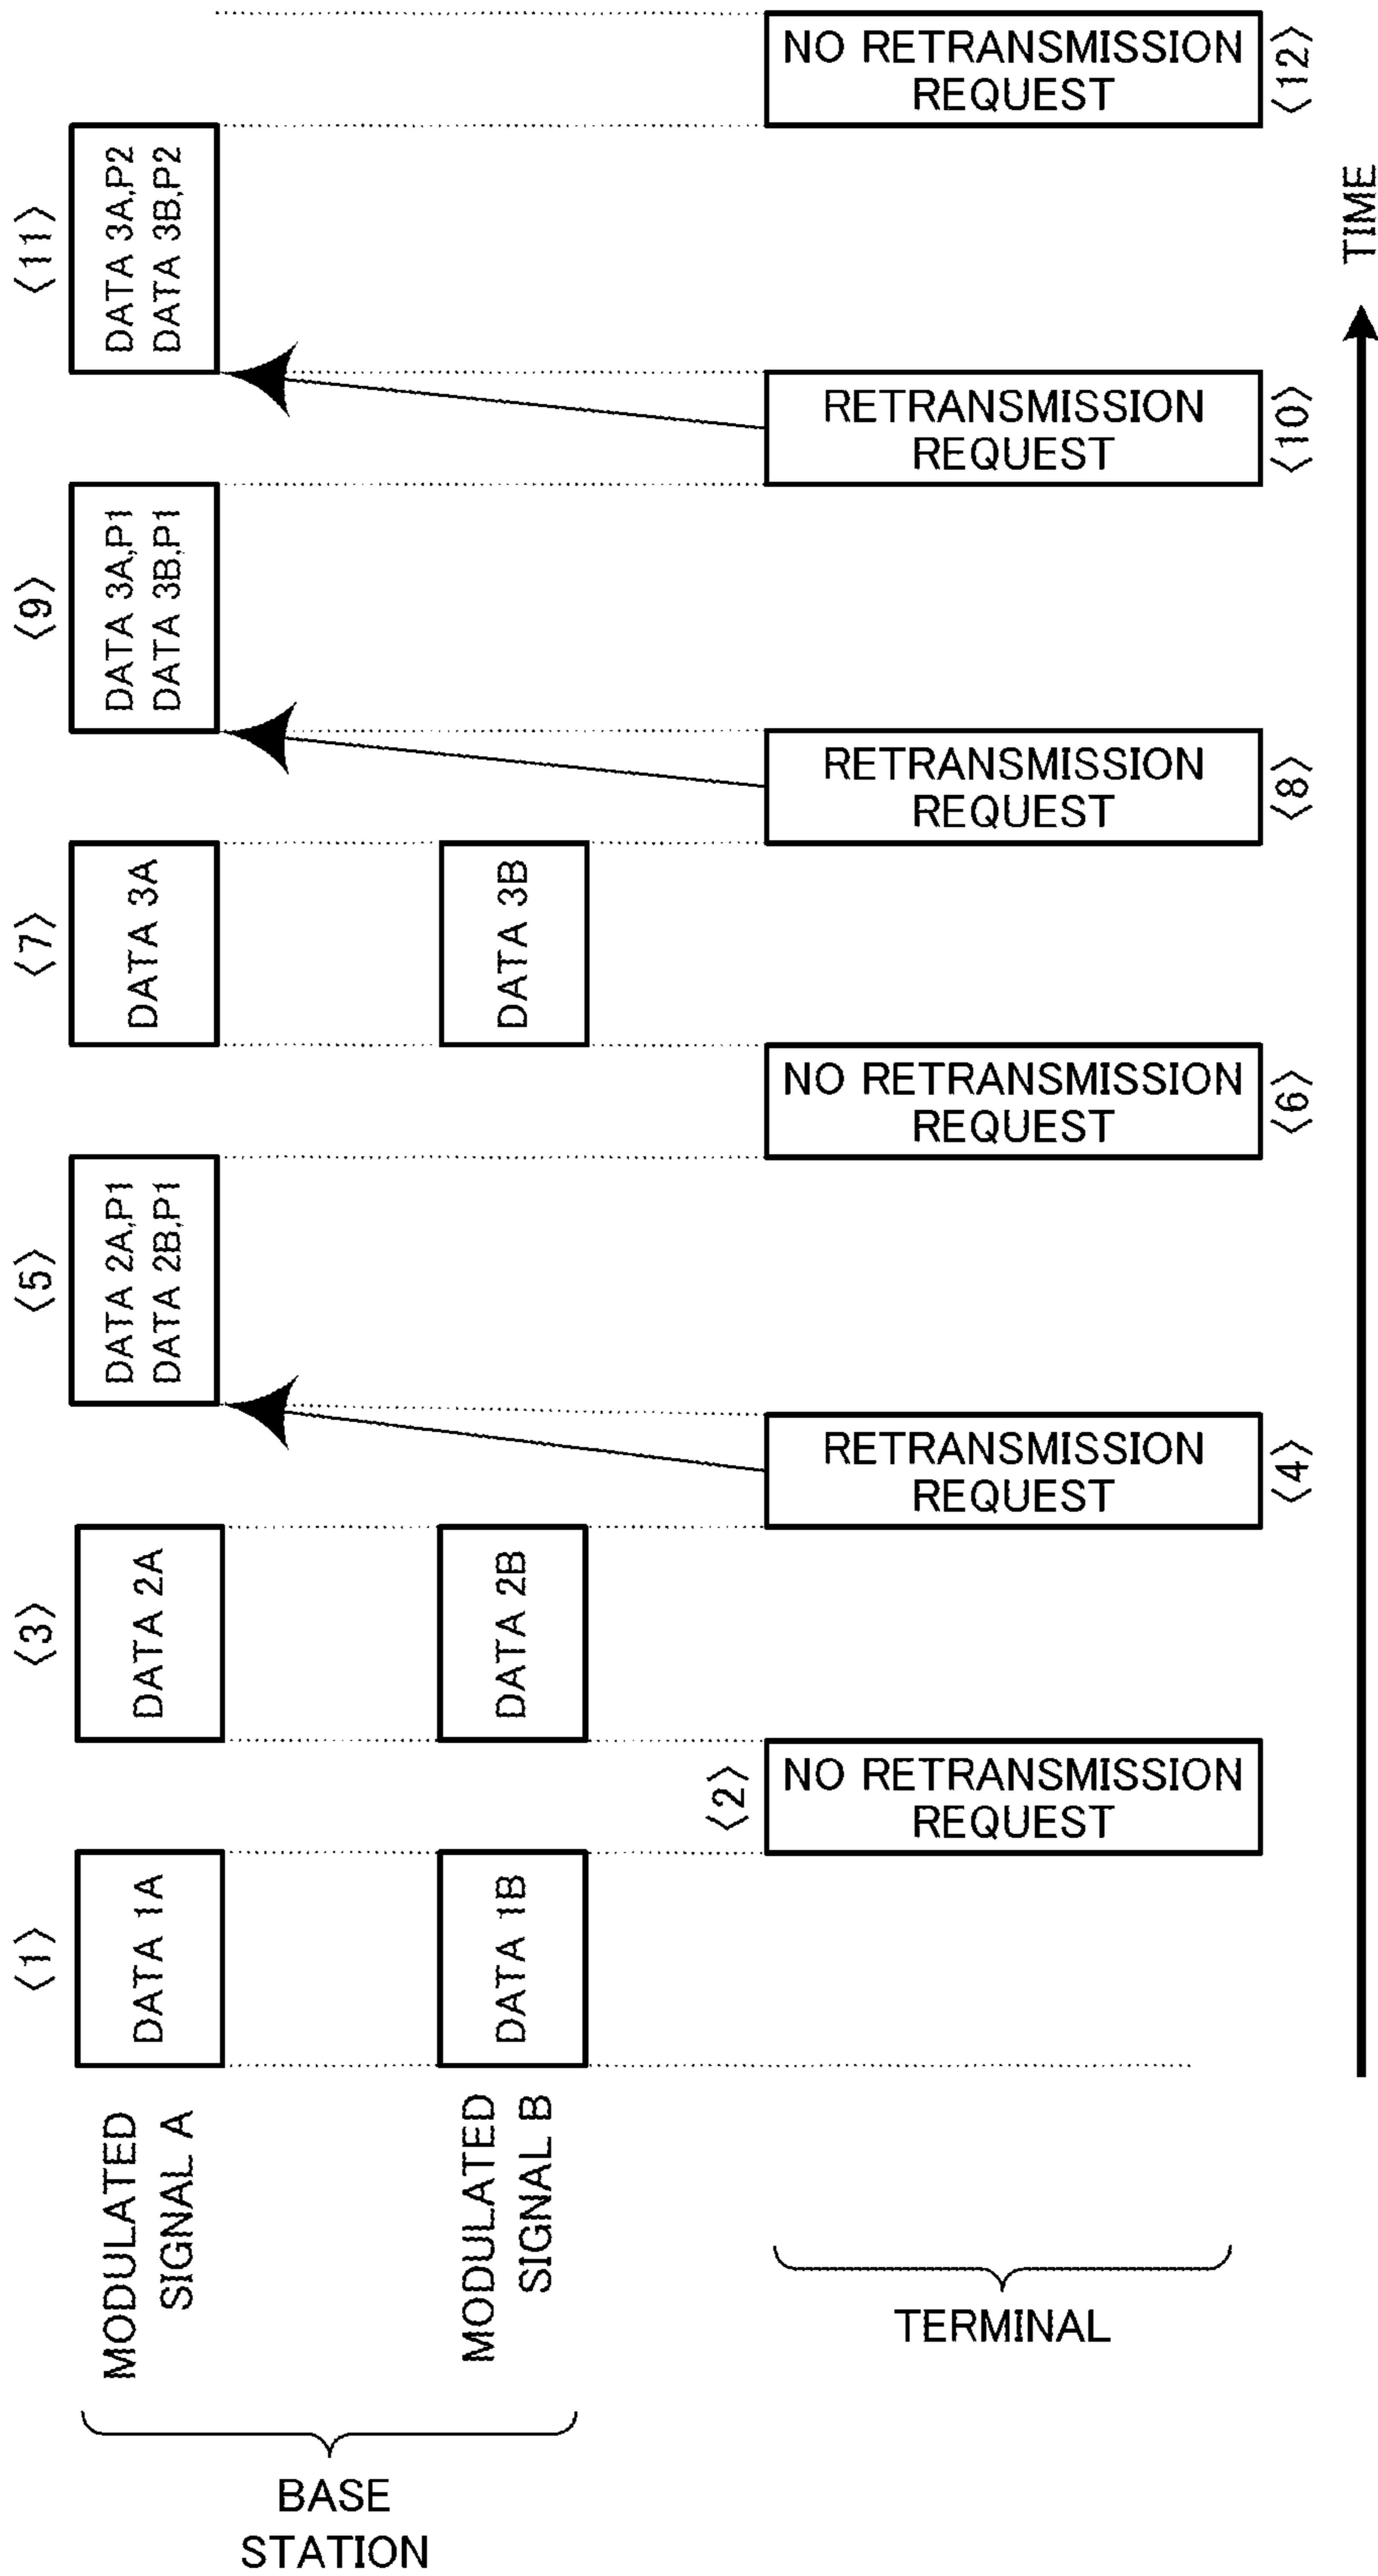 <1>
<3>
<5>
<7>
<9>
<11>
MODULATED
SIGNAL A
DATA 1A
DATA 2A
DATA 2A,P1
DATA 2B,P1
DATA 3A
DATA 3A,P1
DATA 3B,P1
DATA 3A,P2
DATA 3B,P2
MODULATED
SIGNAL B
DATA 1B
DATA 2B
DATA 3B
BASE
STATION
<2>
NO RETRANSMISSION
REQUEST
RETRANSMISSION
REQUEST
<4>
NO RETRANSMISSION
REQUEST
<6>
RETRANSMISSION
REQUEST
<8>
RETRANSMISSION
REQUEST
<10>
NO RETRANSMISSION
REQUEST
<12>
TERMINAL
TIME